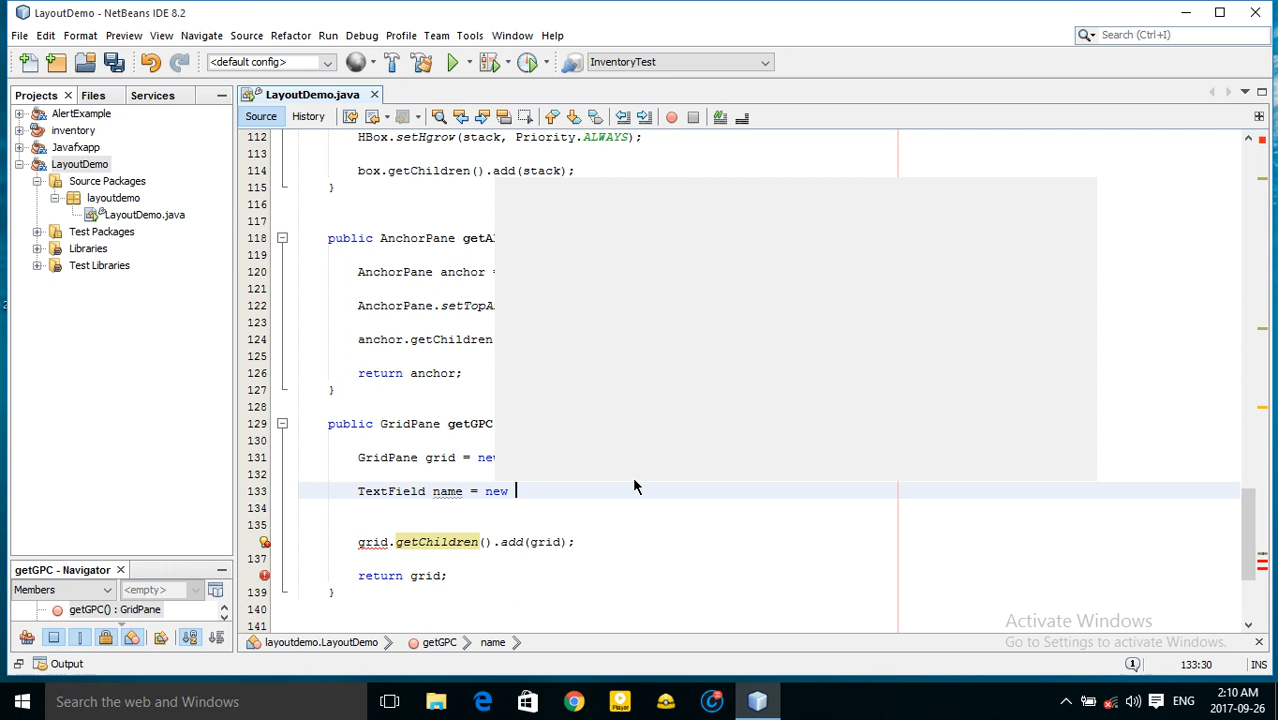 LayoutDemo - NetBeans IDE 8.2
File Edit Format Preview View Navigate Source Refactor Run Debug Profile Team Tools Window Help
Search (Ctrl+I)
<default config>
InventoryTest
Projects Files Services
LayoutDemo.java
AlertExample
inventory
Javafxapp
LayoutDemo
Source Packages
layoutdemo
LayoutDemo.java
Test Packages
Libraries
Test Libraries
Source History
112 HBox.setHgrow(stack, Priority.ALWAYS);
113
114 box.getChildren().add(stack);
115 }
116
117
118 public AnchorPane getA
119
120 AnchorPane anchor =
121
122 AnchorPane.setTopA
123
124 anchor.getChildren
125
126 return anchor;
127 }
128
129 public GridPane getGPC
130
131 GridPane grid = new
132
133 TextField name = new
134
135
grid.getChildren().add(grid);
137
return grid;
139 }
140
141
getGPC - Navigator
Members
<empty>
getGPC() : GridPane
layoutdemo.LayoutDemo
getGPC
name
Activate Windows
Go to Settings to activate Windows.
Output
1
133:30
INS
Search the web and Windows
Player
ENG
2:10 AM
2017-09-26